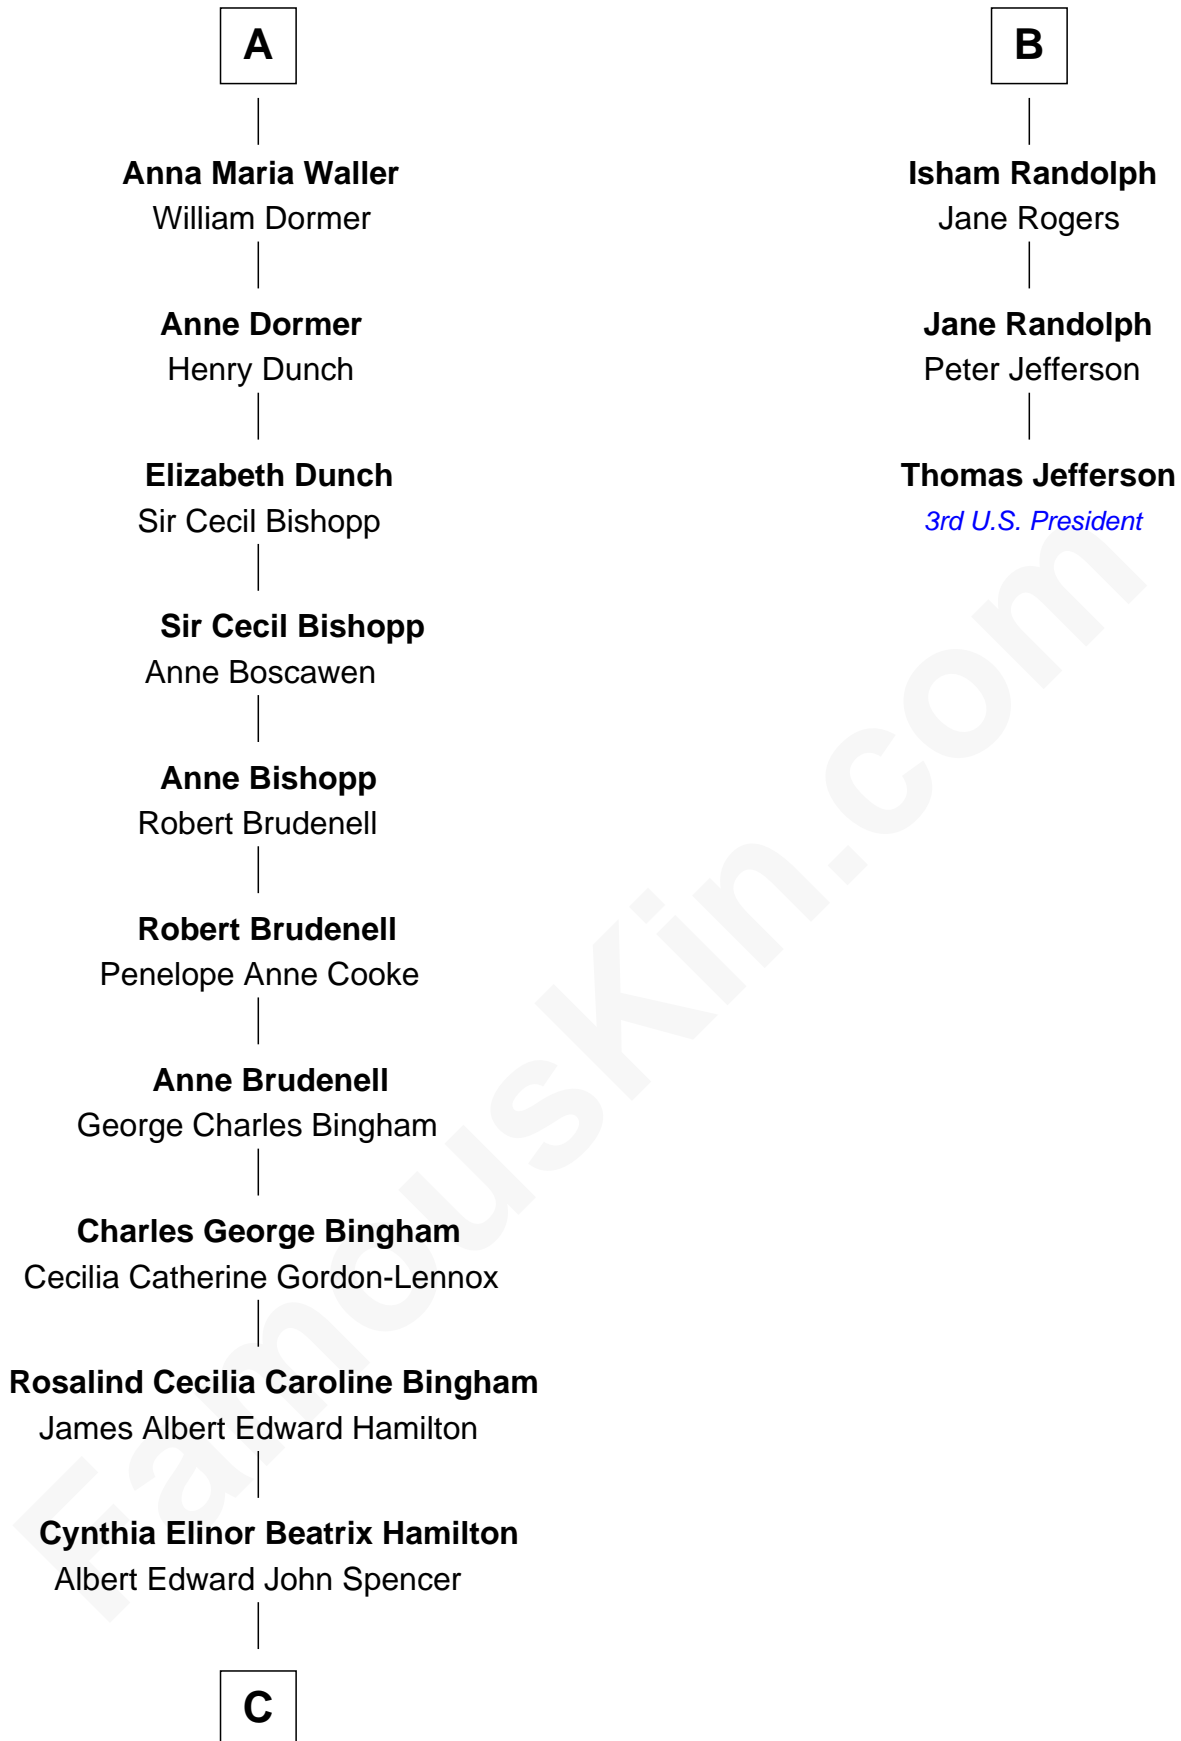 A
Anna Maria Waller
William Dormer
Anne Dormer
Henry Dunch
Elizabeth Dunch
Sir Cecil Bishopp
Sir Cecil Bishopp
Anne Boscawen
Anne Bishopp
Robert Brudenell
Robert Brudenell
Penelope Anne Cooke
Anne Brudenell
George Charles Bingham
Charles George Bingham
Cecilia Catherine Gordon-Lennox
Rosalind Cecilia Caroline Bingham
James Albert Edward Hamilton
Cynthia Elinor Beatrix Hamilton
Albert Edward John Spencer
C
B
Isham Randolph
Jane Rogers
Jane Randolph
Peter Jefferson
Thomas Jefferson
3rd U.S. President
FamousKin.com